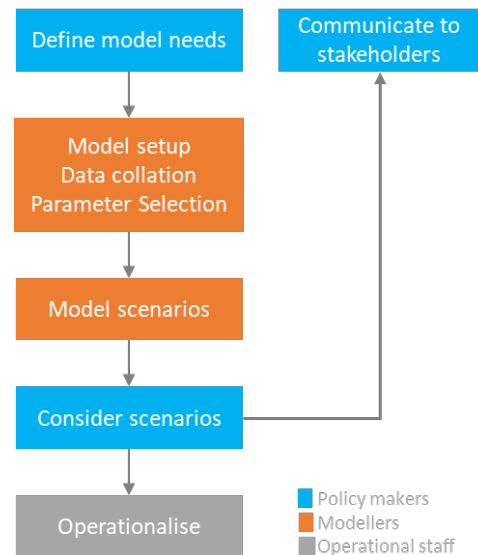 Define model needs
Communicate to
stakeholders
Model setup
Data collation
Parameter Selection
Model scenarios
Consider scenarios
Operationalise
Policy makers
Modellers
Operational staff